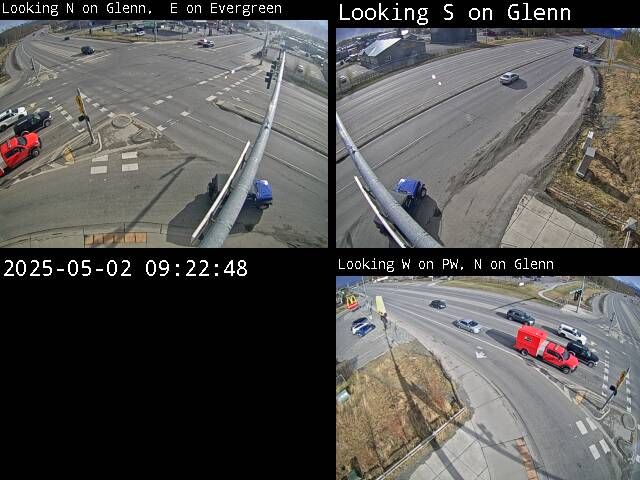 Looking N on Glenn,  E on Evergreen
Looking S on Glenn
2025-05-02 09:22:48
Looking W on PW, N on Glenn